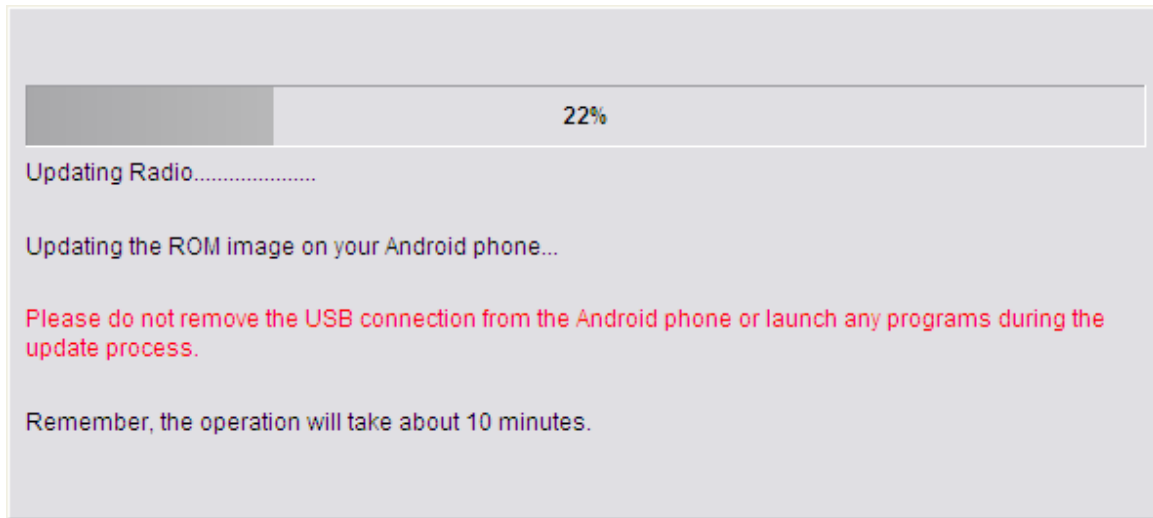 22%
Updating Radio.....................
Updating the ROM image on your Android phone...
Please do not remove the USB connection from the Android phone or launch any programs during the
update process.
Remember, the operation will take about 10 minutes.